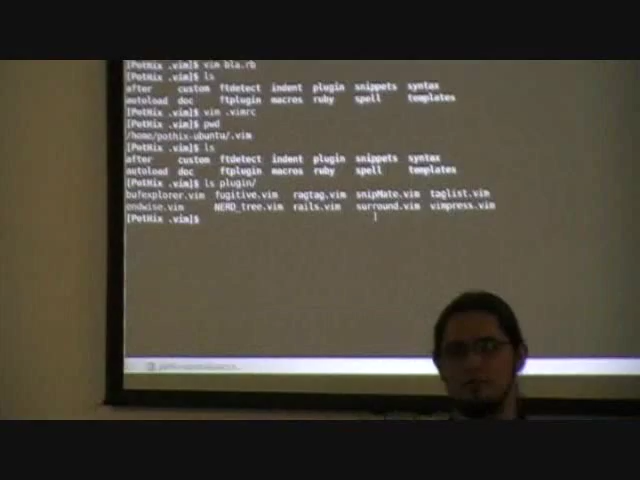 [PotHix .vim]$ vim bla.rb
[PotHix .vim]$ ls
after custom ftdetect indent plugin snippets syntax
autoload doc ftplugin macros ruby spell templates
[PotHix .vim]$ vim .vimrc
[PotHix .vim]$ pwd
/home/pothix-ubuntu/.vim
[PotHix .vim]$ ls
after custom ftdetect indent plugin snippets syntax
autoload doc ftplugin macros ruby spell templates
[PotHix .vim]$ ls plugin/
bufexplorer.vim fugitive.vim ragtag.vim snipMate.vim taglist.vim
endwise.vim NERD_tree.vim rails.vim surround.vim vimpress.vim
[PotHix .vim]$